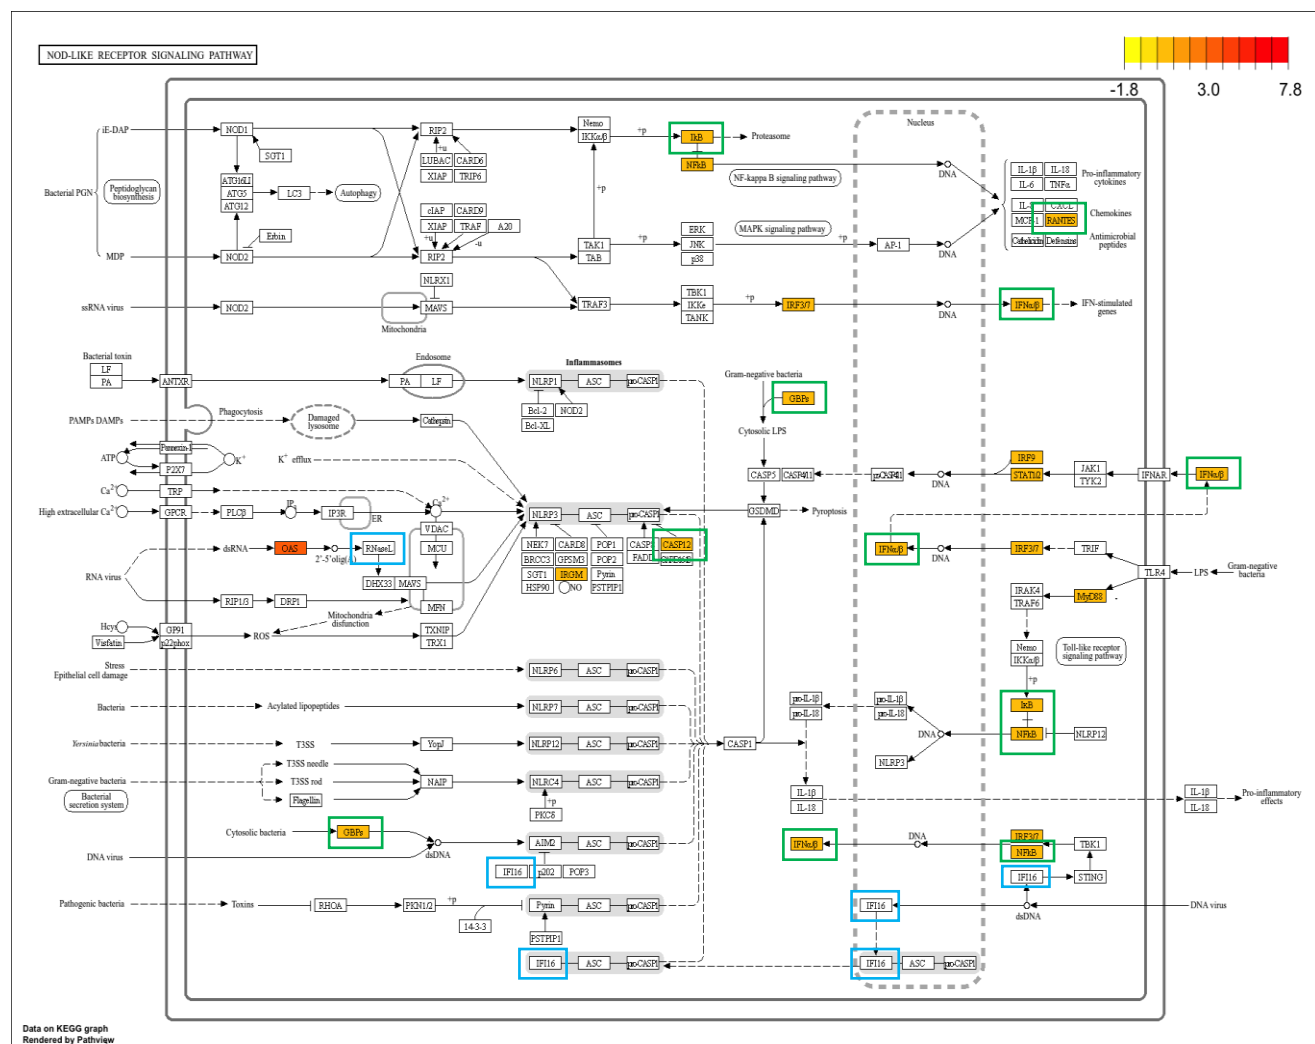 NOD-LIKE RECEPTOR SIGNALING PATHWAY
-1.8 3.0 7.8
Nucleus
iE-DAP
NOD1
SGT1
RIP2
+u
LUBAC CARD6
XIAP TRIP6
Nemo
IKKα/β
+p
IkB
Proteasome
NFkB
NF-kappa B signaling pathway
DNA
IL-1β IL-18
IL-6 TNFα
Pro-inflammatory
cytokines
CXCL
RANTES
Chemokines
Cathelicidin Defensins
Antimicrobial
peptides
Bacterial PGN
Peptidoglycan
biosynthesis
ATG16L1
ATG5
ATG12
LC3
Autophagy
Erbin
MDP
NOD2
cIAP CARD9
XIAP TRAF A20
+u
-u
RIP2
+p
TAK1
TAB
+p
ERK
JNK
p38
MAPK signaling pathway
+p
AP-1
DNA
NLRX1
ssRNA virus
NOD2
MAVS
Mitochondria
TRAF3
TBK1
IKKe
TANK
+p
IRF3/7
DNA
IFNα/β
IFN-stimulated
genes
Bacterial toxin
LF
PA
ANTXR
Endosome
PA LF
Inflammasomes
NLRP1 ASC pro-CASP1
Bcl-2 NOD2
Bcl-XL
Gram-negative bacteria
GBPs
Cytosolic LPS
PAMPs DAMPs
Phagocytosis
Damaged
lysosome
Cathepsin
Pannexin-1
ATP
P2X7
K+
K+ efflux
CASP5 CASP4/11
DNA
IRF9
STAT1/2
JAK1
TYK2
IFNAR
IFNα/β
Ca2+
TRP
High extracellular Ca2+
GPCR
PLCβ
IP3
IP3R
ER
Ca2+
NLRP3 ASC pro-CASP1
GSDMD
Pyroptosis
VDAC
MCU
NEK7 CARD8 POP1
BRCC3 GPSM3 POP2
SGT1 IRGM Pyrin
HSP90 NO PSTPIP1
FADD
CASP12
IFNα/β
DNA
IRF3/7
TRIF
TLR4
LPS
Gram-negative
bacteria
RNA virus
dsRNA
OAS
RNaseL
DHX33 MAVS
RIP1/3
DRP1
MFN
Mitochondria
disfunction
IRAK4
TRAF6
MyD88
Hcys
Visfatin
GP91
p22phox
ROS
TXNIP
TRX1
Nemo
IKKα/β
+p
Toll-like receptor
signaling pathway
Stress
Epithelial cell damage
NLRP6 ASC pro-CASP1
Bacteria
Acylated lipopeptides
NLRP7 ASC pro-CASP1
pro-IL-1β
pro-IL-18
pro-IL-1β
pro-IL-18
IkB
NFkB
NLRP12
DNA
NLRP3
Yersinia bacteria
T3SS
YopJ
NLRP12 ASC pro-CASP1
CASP1
Gram-negative bacteria
Bacterial
secretion system
T3SS needle
T3SS rod
Flagellin
NAIP
NLRC4 ASC pro-CASP1
+p
PKCδ
IL-1β
IL-18
IL-1β
IL-18
Pro-inflammatory
effects
Cytosolic bacteria
GBPs
DNA virus
dsDNA
AIM2 ASC pro-CASP1
IFI16 p202 POP3
IFNα/β
DNA
IRF3/7
NFkB
TBK1
IFI16
STING
Pathogenic bacteria
Toxins
RHOA
PKN1/2
+p
14-3-3
Pyrin ASC pro-CASP1
PSTPIP1
IFI16
dsDNA
DNA virus
IFI16 ASC pro-CASP1
IFI16 ASC pro-CASP1
Data on KEGG graph
Rendered by Pathview